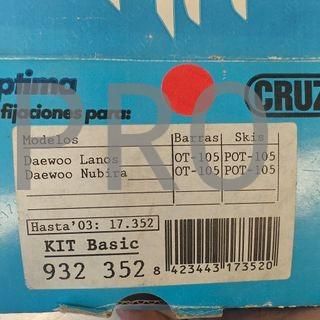 ptima
fijaciones para:
CRUZ
Modelos Barras Skis
Daewoo Lanos OT-105 POT-105
Daewoo Nubira OT-105 POT-105
Hasta'03: 17.352
KIT Basic
932 352
8 423443 173520
PRO